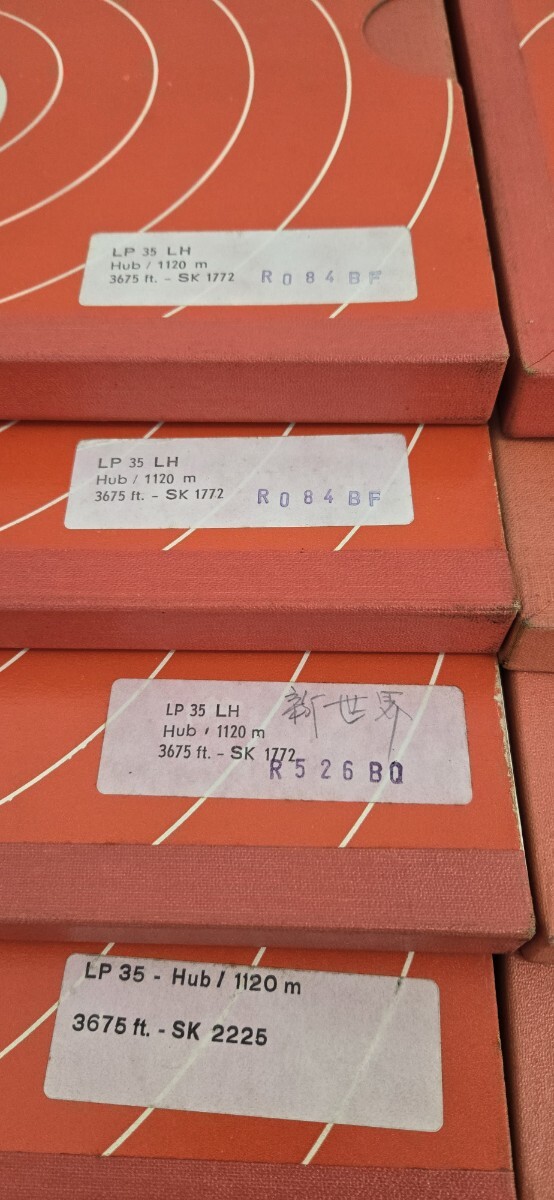 LP 35 LH
Hub / 1120 m
3675 ft. - SK 1772 R084BF
LP 35 LH
Hub / 1120 m
3675 ft. - SK 1772 R084BF
LP 35 LH 新世界
Hub / 1120 m
3675 ft. - SK 1772
R526BQ
LP 35 - Hub / 1120 m
3675 ft. - SK 2225